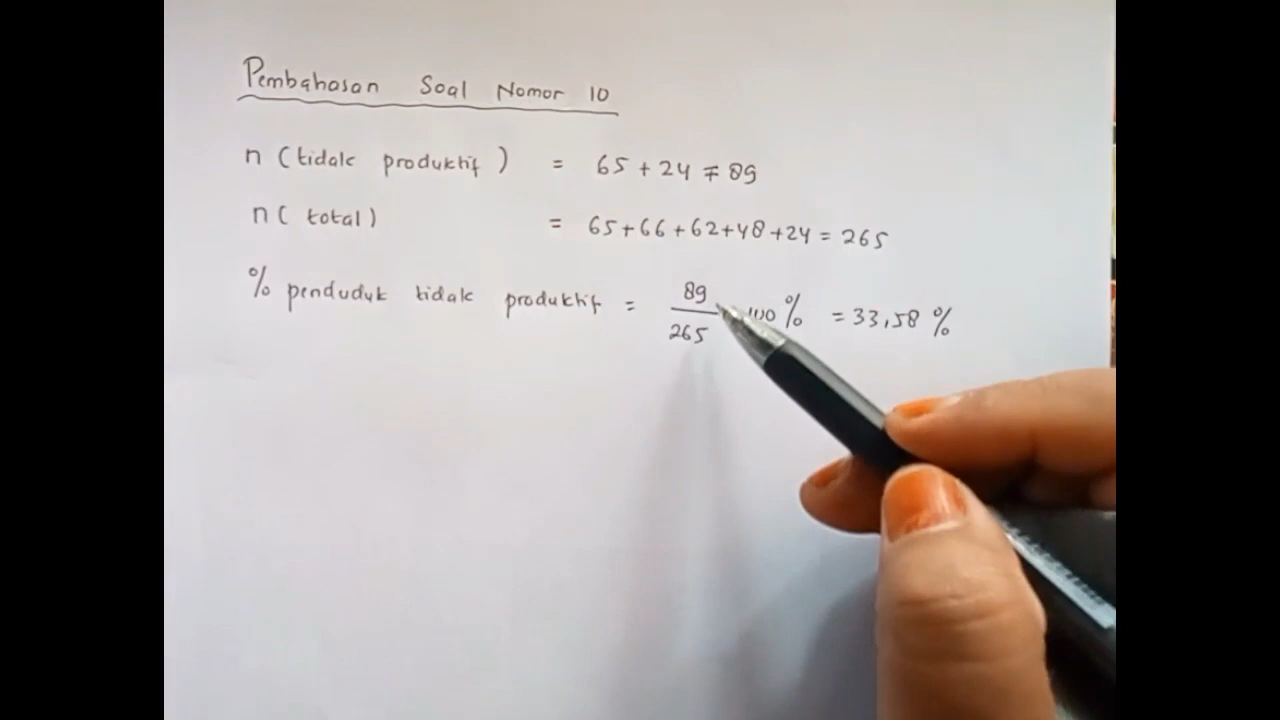 Pembahasan Soal Nomor 10
n (tidak produktif) = 65 + 24 = 89
n ( total) = 65+66+62+48+24 = 265
% penduduk tidak produktif = 89/265 100 % = 33,58 %